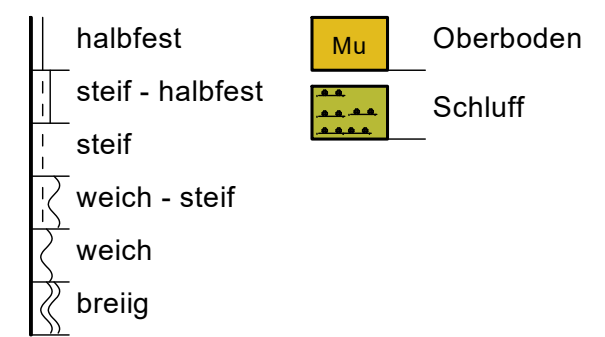 halbfest
steif - halbfest
steif
weich - steif
weich
breiig
Mu
Oberboden
Schluff